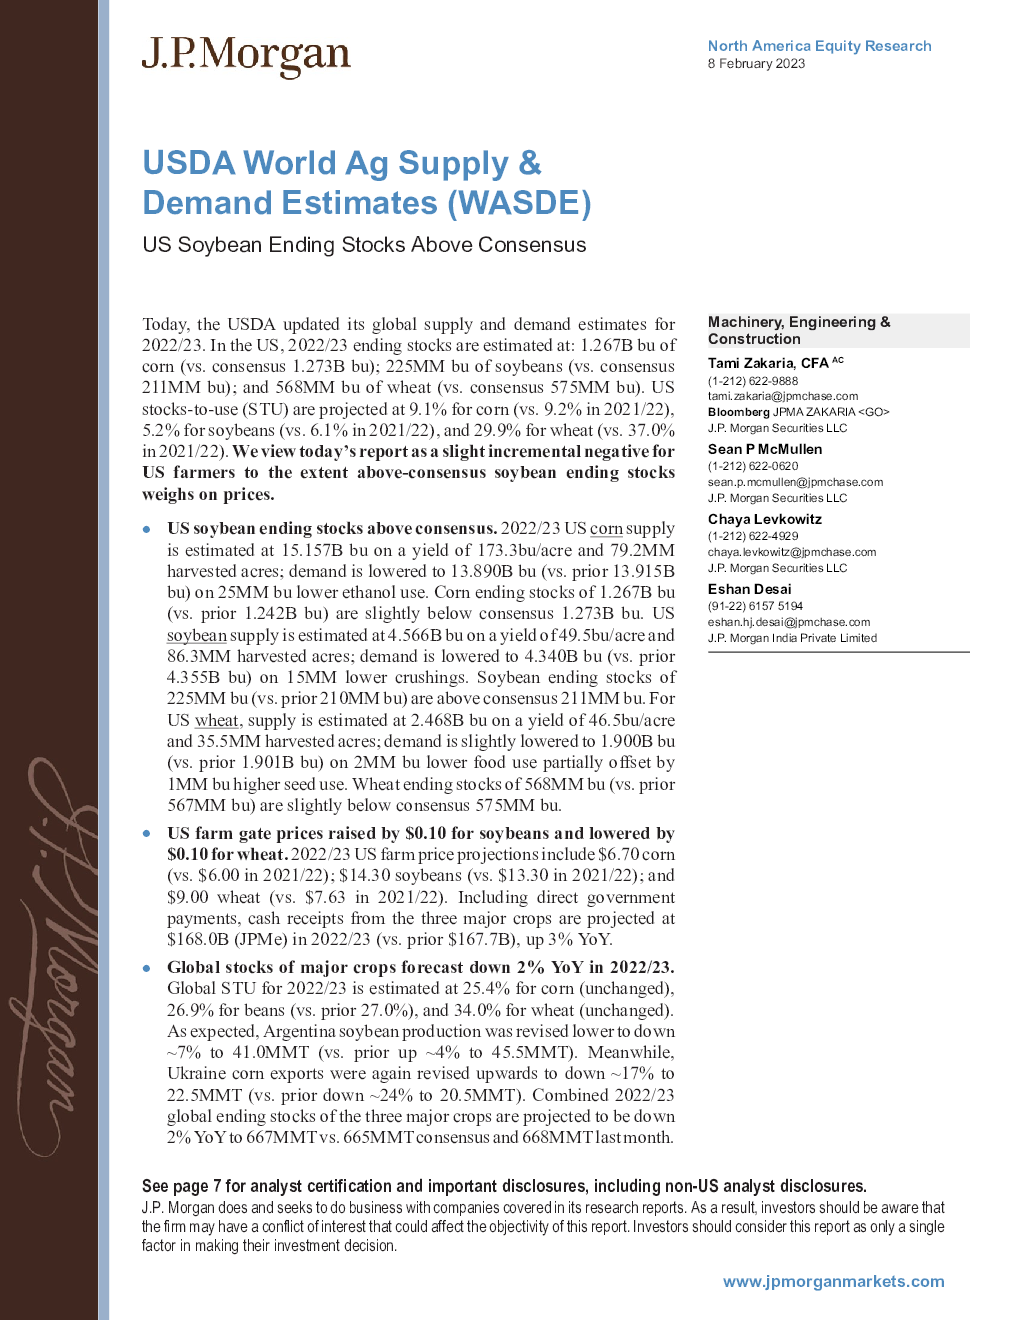 J.P.Morgan
North America Equity Research
8 February 2023
USDA World Ag Supply &
Demand Estimates (WASDE)
US Soybean Ending Stocks Above Consensus
Today, the USDA updated its global supply and demand estimates for
2022/23. In the US, 2022/23 ending stocks are estimated at: 1.267B bu of
corn (vs. consensus 1.273B bu); 225MM bu of soybeans (vs. consensus
211MM bu); and 568MM bu of wheat (vs. consensus 575MM bu). US
stocks-to-use (STU) are projected at 9.1% for corn (vs. 9.2% in 2021/22),
5.2% for soybeans (vs. 6.1% in 2021/22), and 29.9% for wheat (vs. 37.0%
in 2021/22). We view today's report as a slight incremental negative for
US farmers to the extent above-consensus soybean ending stocks
weighs on prices.
• US soybean ending stocks above consensus. 2022/23 US corn supply
is estimated at 15.157B bu on a yield of 173.3bu/acre and 79.2MM
harvested acres; demand is lowered to 13.890B bu (vs. prior 13.915B
bu) on 25MM bu lower ethanol use. Corn ending stocks of 1.267B bu
(vs. prior 1.242B bu) are slightly below consensus 1.273B bu. US
soybean supply is estimated at 4.566B bu on a yield of 49.5bu/acre and
86.3MM harvested acres; demand is lowered to 4.340B bu (vs. prior
4.355B bu) on 15MM lower crushings. Soybean ending stocks of
225MM bu (vs. prior 210MM bu) are above consensus 211MM bu. For
US wheat, supply is estimated at 2.468B bu on a yield of 46.5bu/acre
and 35.5MM harvested acres; demand is slightly lowered to 1.900B bu
(vs. prior 1.901B bu) on 2MM bu lower food use partially offset by
1MM bu higher seed use. Wheat ending stocks of 568MM bu (vs. prior
567MM bu) are slightly below consensus 575MM bu.
• US farm gate prices raised by $0.10 for soybeans and lowered by
$0.10 for wheat. 2022/23 US farm price projections include $6.70 corn
(vs. $6.00 in 2021/22); $14.30 soybeans (vs. $13.30 in 2021/22); and
$9.00 wheat (vs. $7.63 in 2021/22). Including direct government
payments, cash receipts from the three major crops are projected at
$168.0B (JPMe) in 2022/23 (vs. prior $167.7B), up 3% YoY.
• Global stocks of major crops forecast down 2% YoY in 2022/23.
Global STU for 2022/23 is estimated at 25.4% for corn (unchanged),
26.9% for beans (vs. prior 27.0%), and 34.0% for wheat (unchanged).
As expected, Argentina soybean production was revised lower to down
~7% to 41.0MMT (vs. prior up ~4% to 45.5MMT). Meanwhile,
Ukraine corn exports were again revised upwards to down ~17% to
22.5MMT (vs. prior down ~24% to 20.5MMT). Combined 2022/23
global ending stocks of the three major crops are projected to be down
2% YoY to 667MMT vs. 665MMT consensus and 668MMT last month.
Machinery, Engineering &
Construction
Tami Zakaria, CFA AC
(1-212) 622-9888
tami.zakaria@jpmchase.com
Bloomberg JPMA ZAKARIA <GO>
J.P. Morgan Securities LLC
Sean P McMullen
(1-212) 622-0620
sean.p.mcmullen@jpmchase.com
J.P. Morgan Securities LLC
Chaya Levkowitz
(1-212) 622-4929
chaya.levkowitz@jpmchase.com
J.P. Morgan Securities LLC
Eshan Desai
(91-22) 6157 5194
eshan.hj.desai@jpmchase.com
J.P. Morgan India Private Limited
J.P.Morgan
See page 7 for analyst certification and important disclosures, including non-US analyst disclosures.
J.P. Morgan does and seeks to do business with companies covered in its research reports. As a result, investors should be aware that
the firm may have a conflict of interest that could affect the objectivity of this report. Investors should consider this report as only a single
factor in making their investment decision.
www.jpmorganmarkets.com